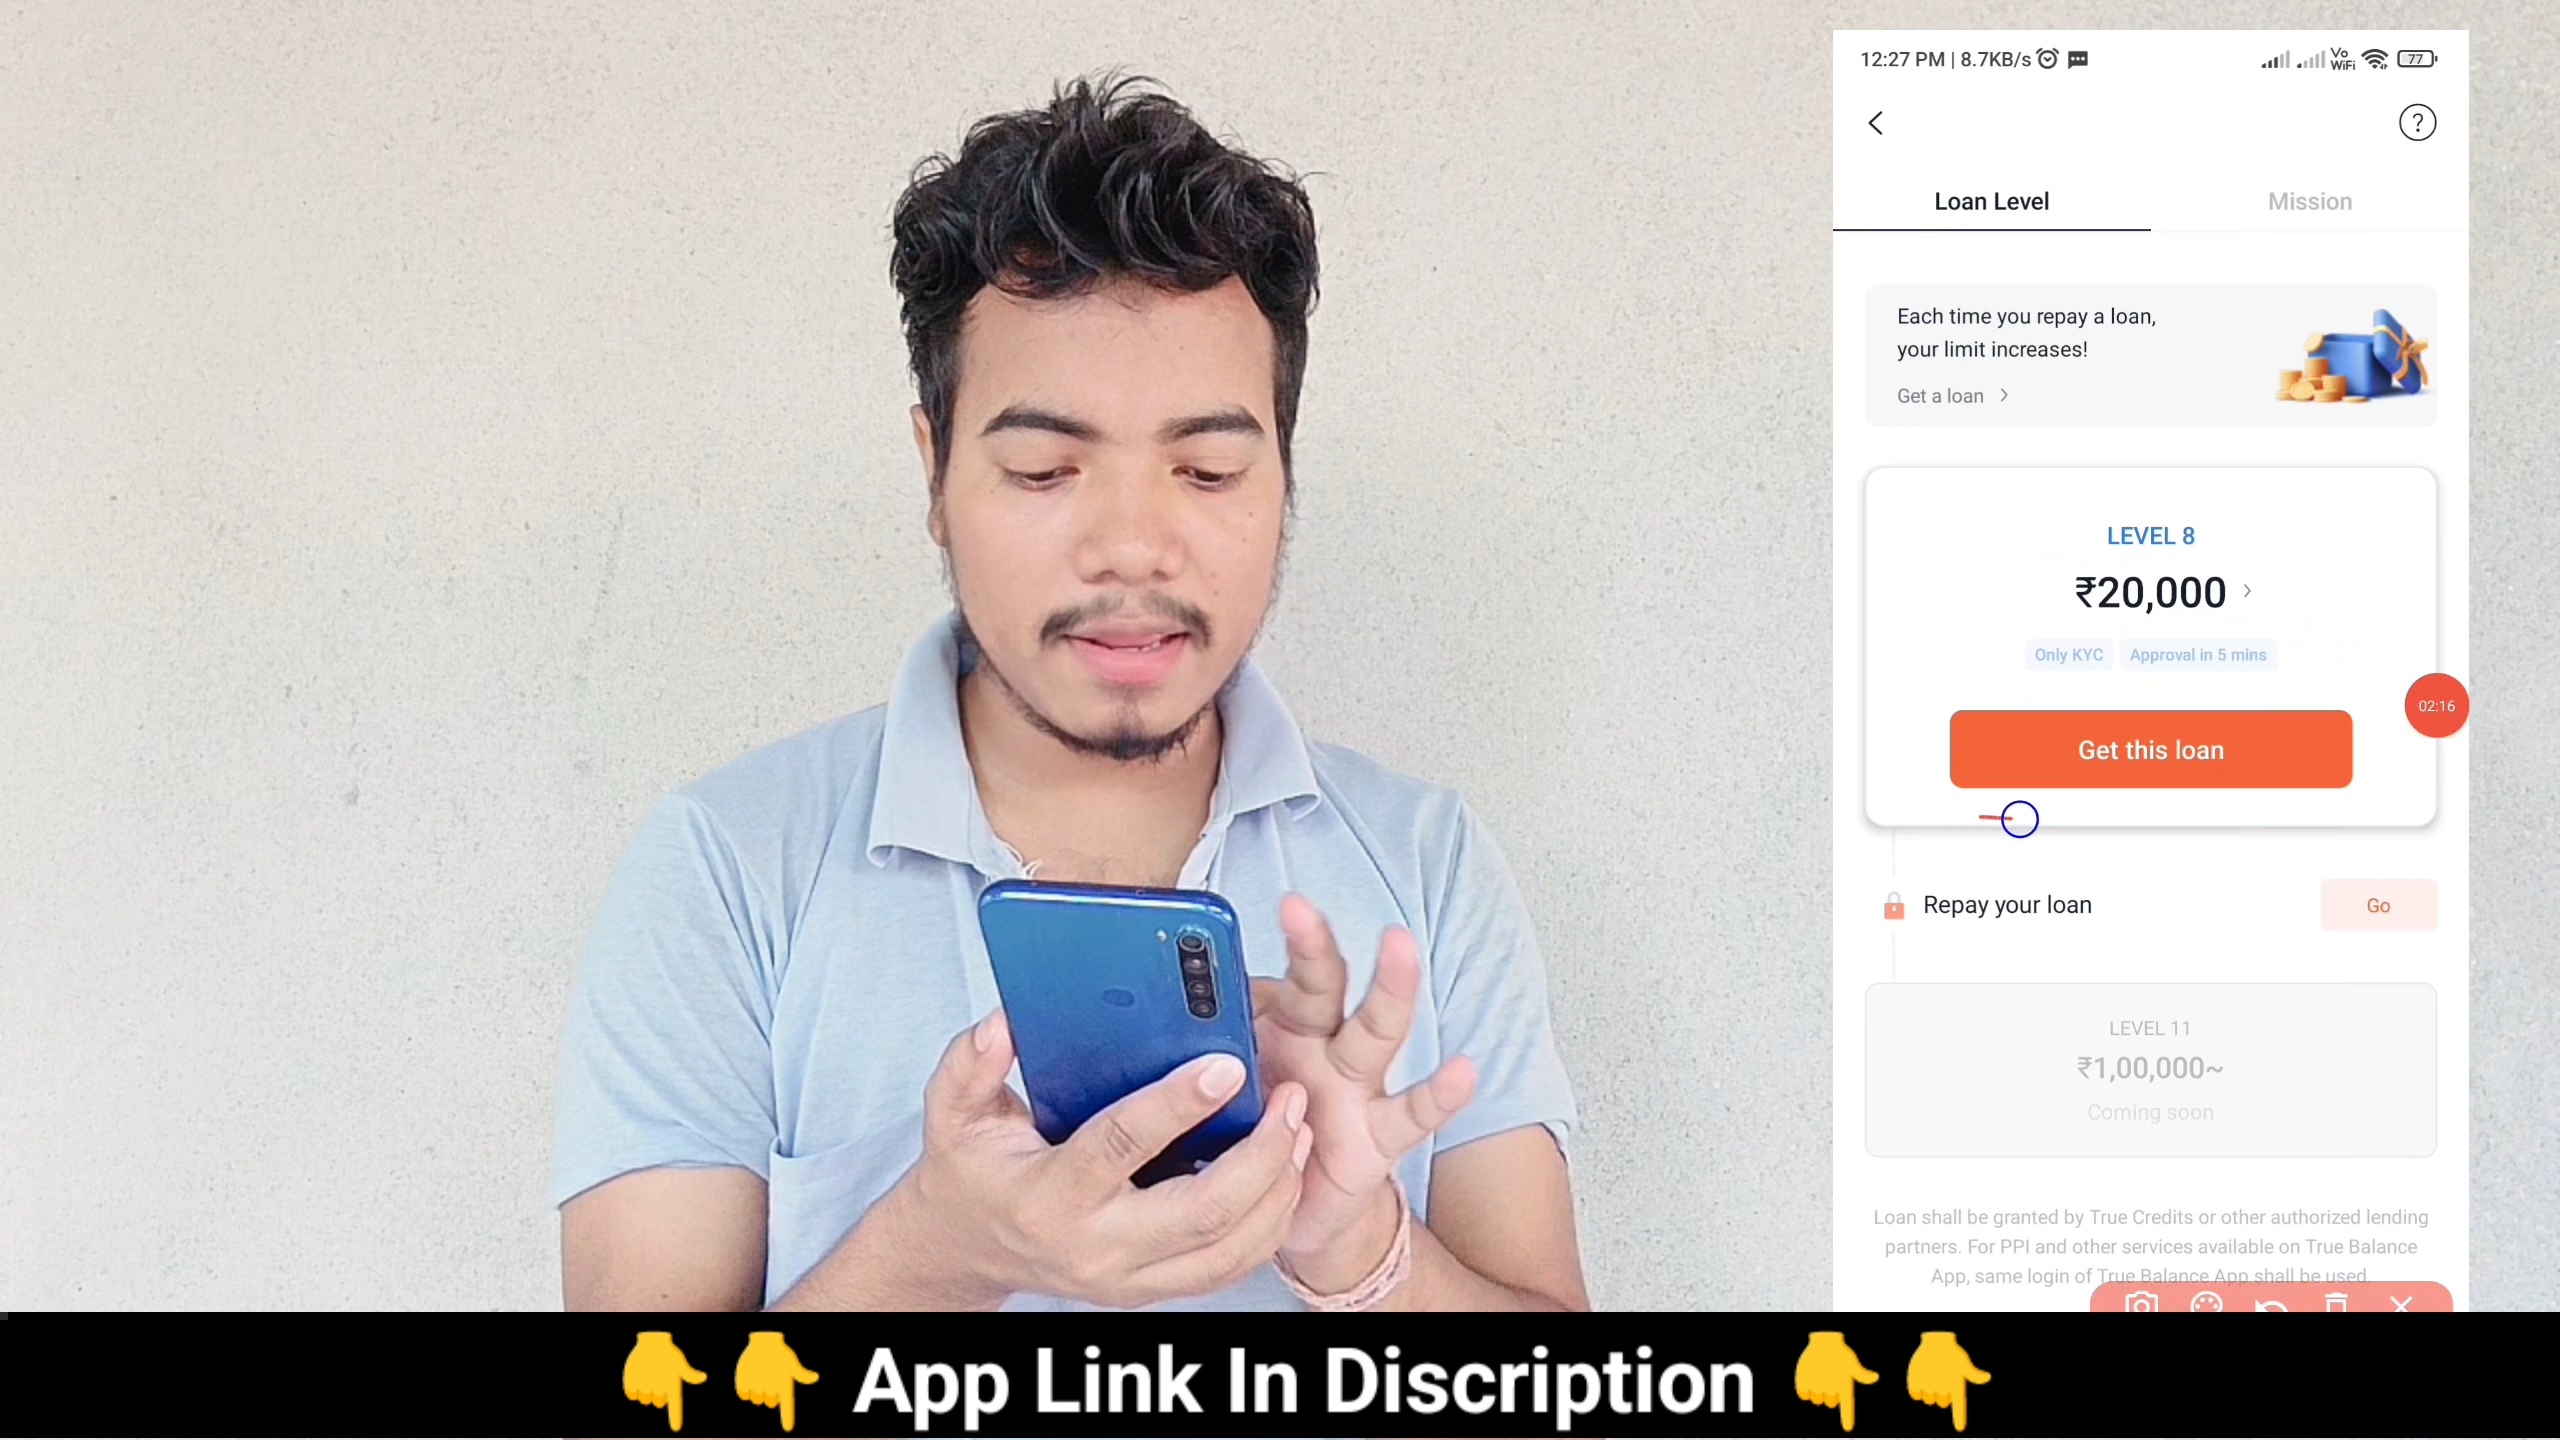 12:27 PM | 8.7KB/s
Vo
WiFi
77
?
Loan Level
Mission
Each time you repay a loan,
your limit increases!
Get a loan >
LEVEL 8
₹20,000 >
Only KYC
Approval in 5 mins
02:16
Get this loan
Repay your loan
Go
LEVEL 11
₹1,00,000~
Coming soon
Loan shall be granted by True Credits or other authorized lending
partners. For PPI and other services available on True Balance
App, same login of True Balance App shall be used.
👇👇 App Link In Discription 👇👇